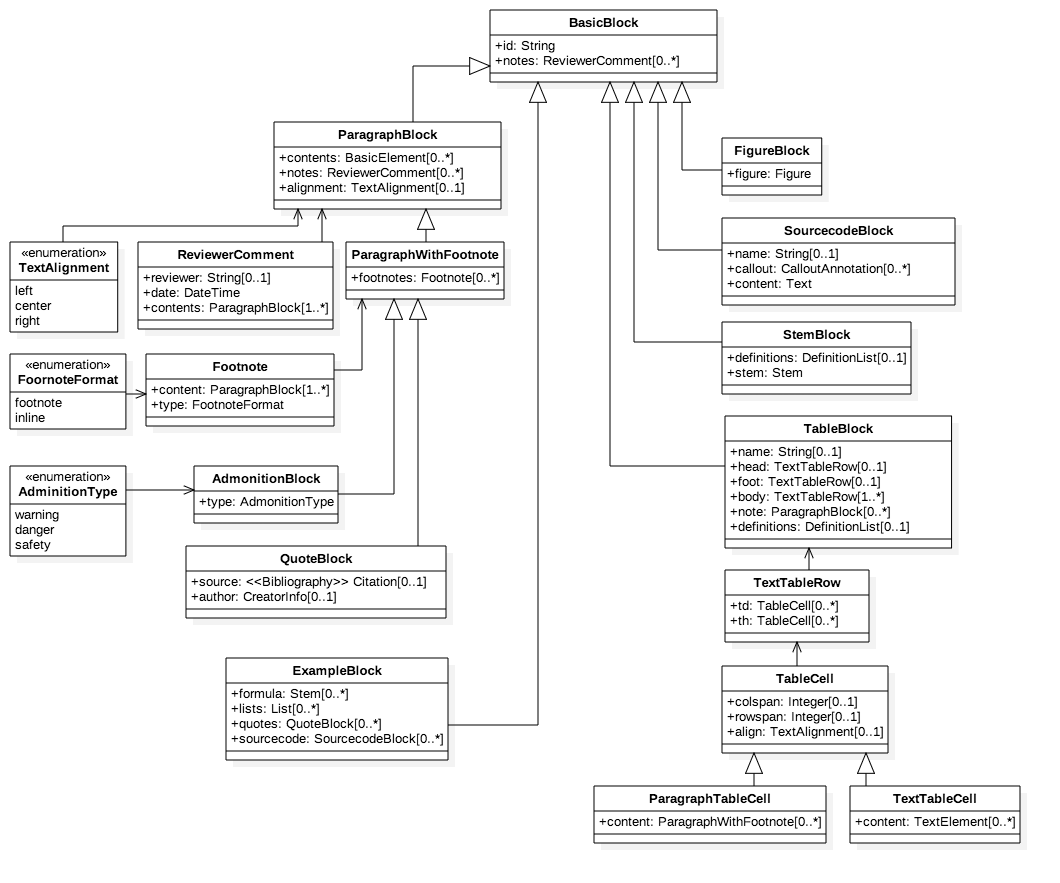 BasicBlock
+id: String
+notes: ReviewerComment[0..*]
ParagraphBlock
+contents: BasicElement[0..*]
+notes: ReviewerComment[0..*]
+alignment: TextAlignment[0..1]
FigureBlock
+figure: Figure
SourcecodeBlock
+name: String[0..1]
+callout: CalloutAnnotation[0..*]
+content: Text
«enumeration»
TextAlignment
left
center
right
ReviewerComment
+reviewer: String[0..1]
+date: DateTime
+contents: ParagraphBlock[1..*]
ParagraphWithFootnote
+footnotes: Footnote[0..*]
StemBlock
+definitions: DefinitionList[0..1]
+stem: Stem
«enumeration»
FoornoteFormat
footnote
inline
Footnote
+content: ParagraphBlock[1..*]
+type: FootnoteFormat
TableBlock
+name: String[0..1]
+head: TextTableRow[0..1]
+foot: TextTableRow[0..1]
+body: TextTableRow[1..*]
+note: ParagraphBlock[0..*]
+definitions: DefinitionList[0..1]
«enumeration»
AdminitionType
warning
danger
safety
AdmonitionBlock
+type: AdmonitionType
QuoteBlock
+source: <<Bibliography>> Citation[0..1]
+author: CreatorInfo[0..1]
TextTableRow
+td: TableCell[0..*]
+th: TableCell[0..*]
ExampleBlock
+formula: Stem[0..*]
+lists: List[0..*]
+quotes: QuoteBlock[0..*]
+sourcecode: SourcecodeBlock[0..*]
TableCell
+colspan: Integer[0..1]
+rowspan: Integer[0..1]
+align: TextAlignment[0..1]
ParagraphTableCell
+content: ParagraphWithFootnote[0..*]
TextTableCell
+content: TextElement[0..*]